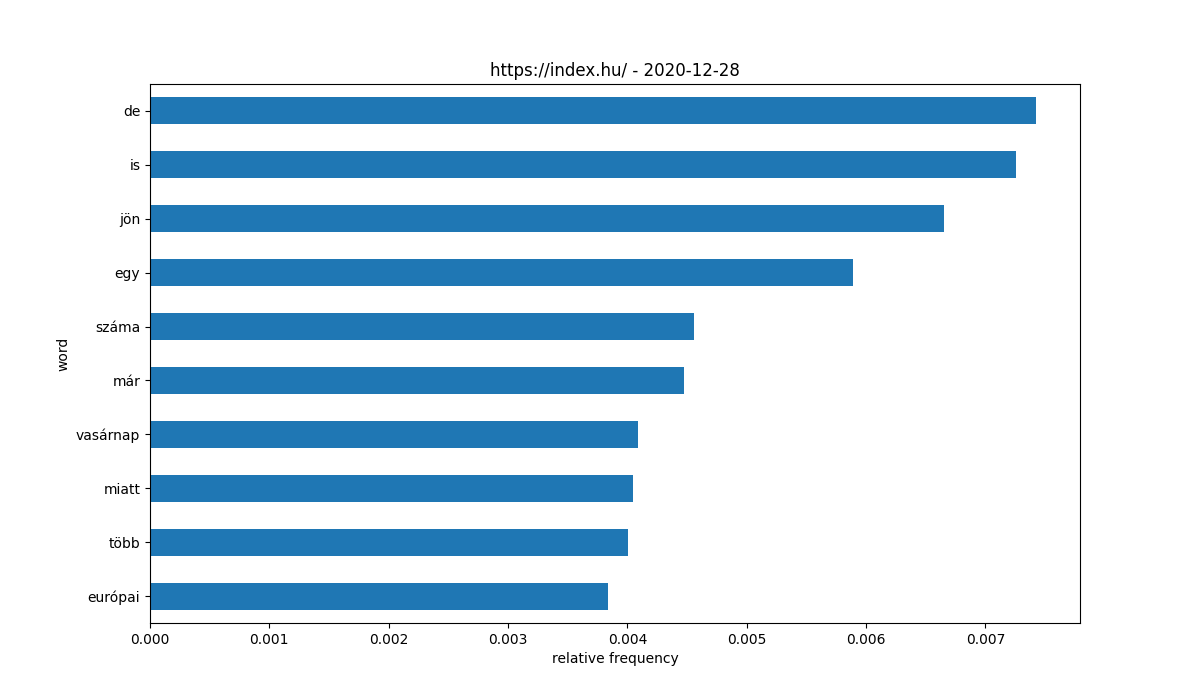 https://index.hu/ - 2020-12-28
word
de
is
jön
egy
száma
már
vasárnap
miatt
több
európai
0.000 0.001 0.002 0.003 0.004 0.005 0.006 0.007
relative frequency